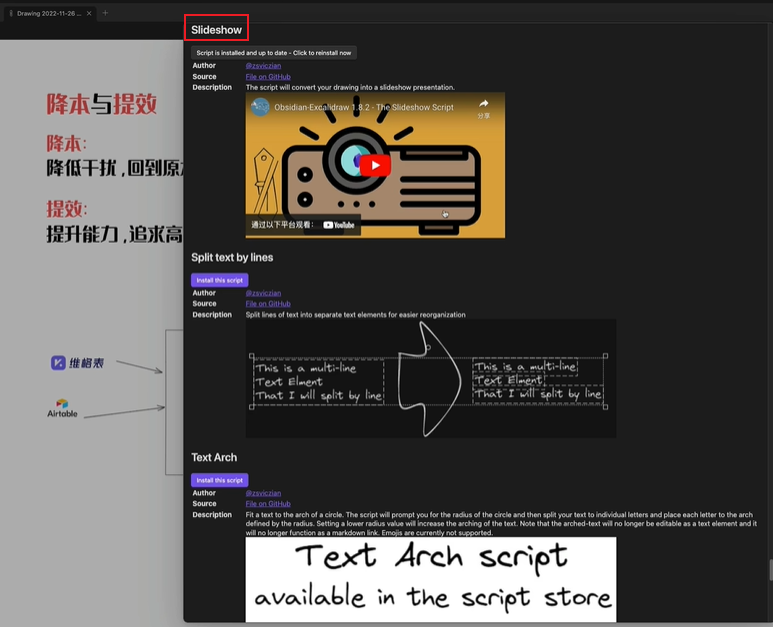 Drawing 2022-11-26 ...
Slideshow
Script is installed and up to date - Click to reinstall now
Author @zsviczian
Source File on GitHub
Description The script will convert your drawing into a slideshow presentation.
Obsidian-Excalidraw 1.8.2 - The Slideshow Script
分享
通过以下平台观看： YouTube
降本与提效
降本：
降低干扰，回到原
提效：
提升能力，追求高
维格表
Airtable
Split text by lines
Install this script
Author @zsviczian
Source File on GitHub
Description Split lines of text into separate text elements for easier reorganization
This is a multi-line
Text Elment
That I will split by line
This is a multi-line
Text Elment
That I will split by line
Text Arch
Install this script
Author @zsviczian
Source File on GitHub
Description Fit a text to the arch of a circle. The script will prompt you for the radius of the circle and then split your text to individual letters and place each letter to the arch
defined by the radius. Setting a lower radius value will increase the arching of the text. Note that the arched-text will no longer be editable as a text element and it
will no longer function as a markdown link. Emojis are currently not supported.
Text Arch script
available in the script store